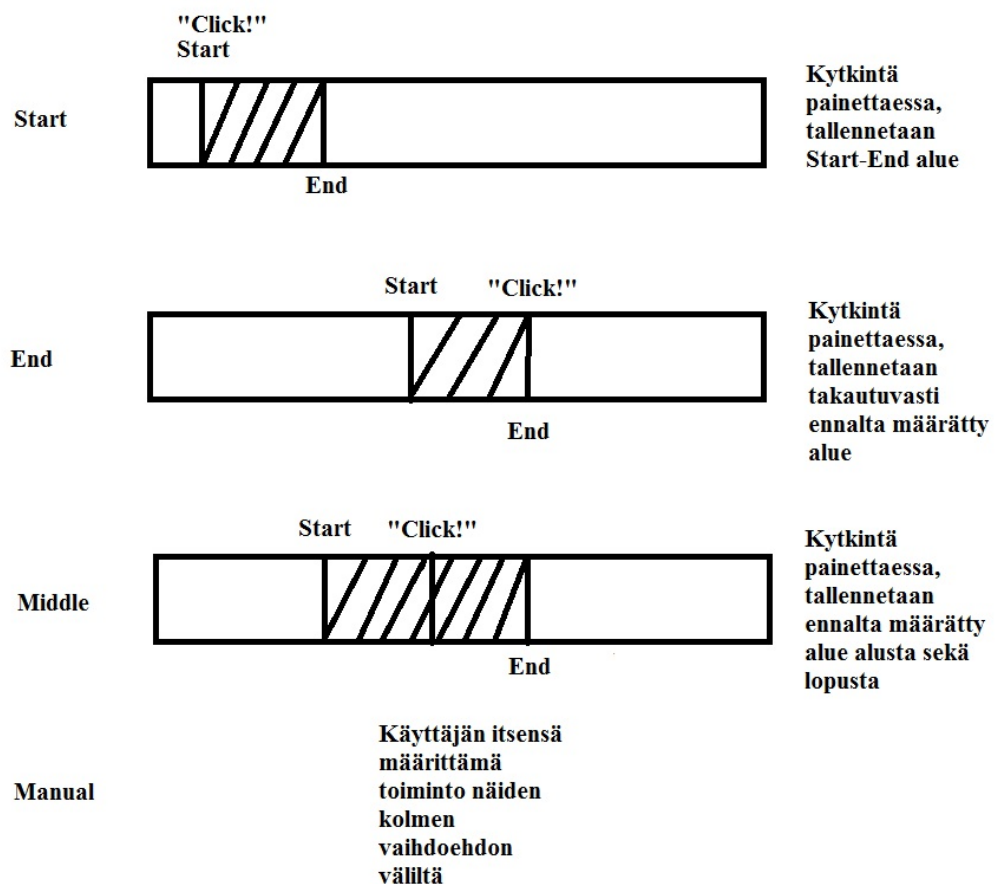 "Click!"
Start
Start
End
Kytkintä
painettaessa,
tallennetaan
Start-End alue
Start
"Click!"
End
End
Kytkintä
painettaessa,
tallennetaan
takautuvasti
ennalta määrätty
alue
Start
"Click!"
Middle
End
Kytkintä
painettaessa,
tallennetaan
ennalta määrätty
alue alusta sekä
lopusta
Manual
Käyttäjän itsensä
määrittämä
toiminto näiden
kolmen
vaihdoehdon
väliltä